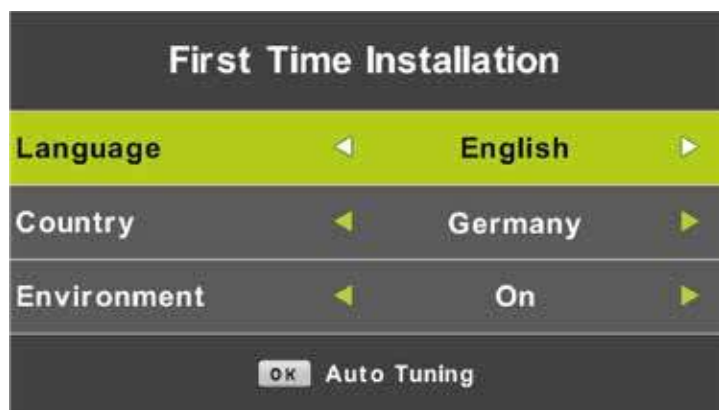 First Time Installation
Language English
Country Germany
Environment On
OK Auto Tuning